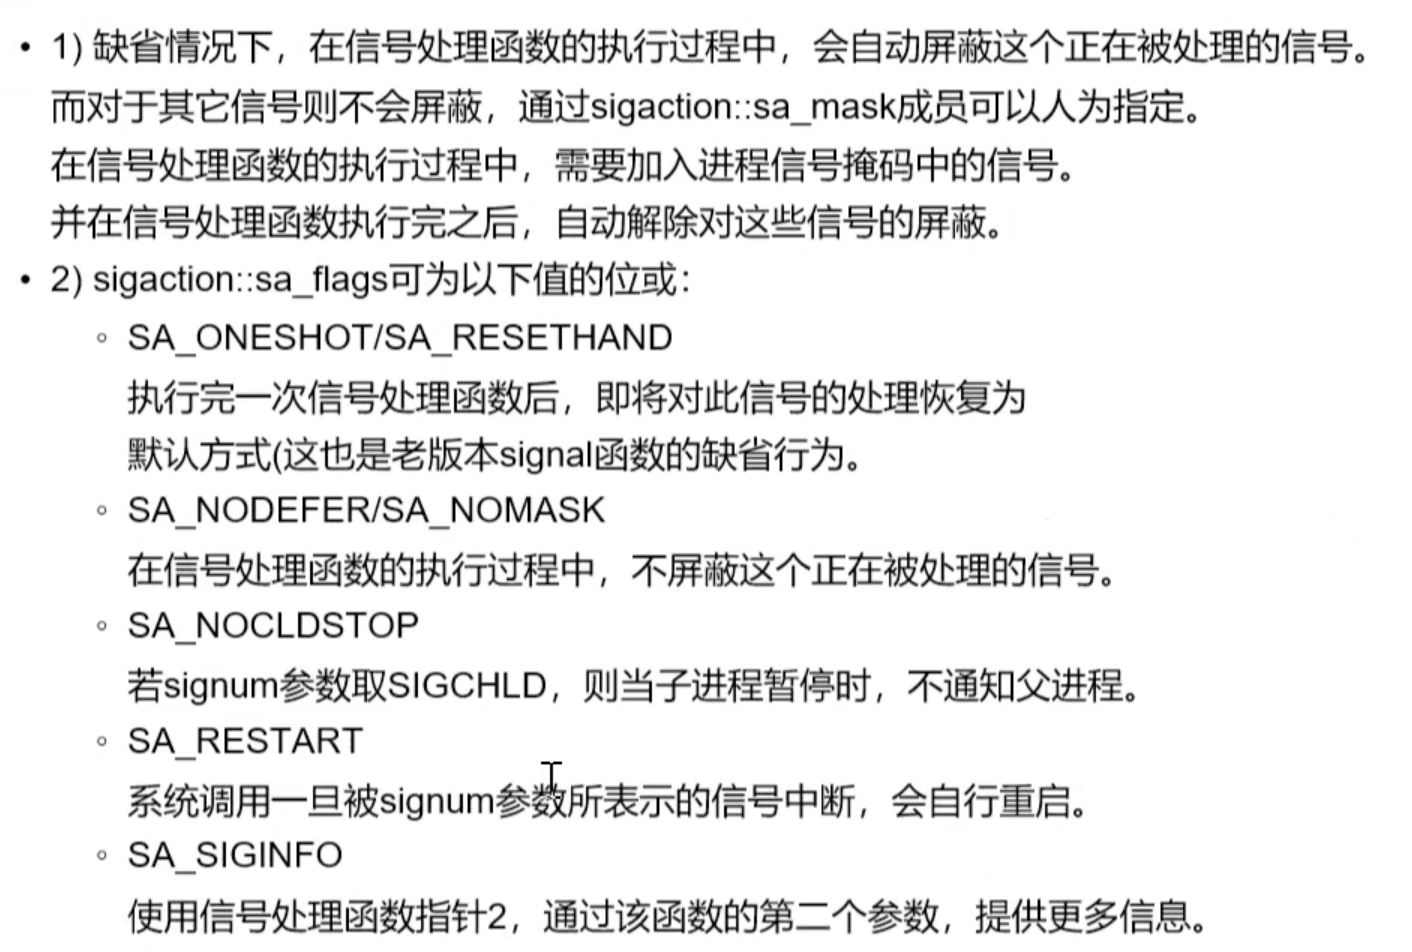 • 1) 缺省情况下，在信号处理函数的执行过程中，会自动屏蔽这个正在被处理的信号。
而对于其它信号则不会屏蔽，通过sigaction::sa_mask成员可以人为指定。
在信号处理函数的执行过程中，需要加入进程信号掩码中的信号。
并在信号处理函数执行完之后，自动解除对这些信号的屏蔽。
• 2) sigaction::sa_flags可为以下值的位或：
◦ SA_ONESHOT/SA_RESETHAND
执行完一次信号处理函数后，即将对此信号的处理恢复为
默认方式(这也是老版本signal函数的缺省行为。
◦ SA_NODEFER/SA_NOMASK
在信号处理函数的执行过程中，不屏蔽这个正在被处理的信号。
◦ SA_NOCLDSTOP
若signum参数取SIGCHLD，则当子进程暂停时，不通知父进程。
◦ SA_RESTART
系统调用一旦被signum参数所表示的信号中断，会自行重启。
◦ SA_SIGINFO
使用信号处理函数指针2，通过该函数的第二个参数，提供更多信息。